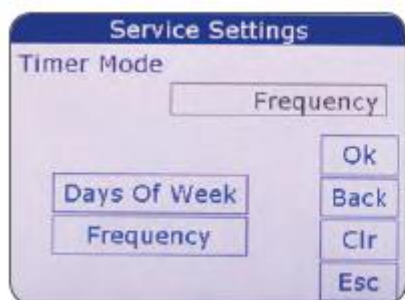 Service Settings
Timer Mode
Frequency
Ok
Days Of Week
Back
Frequency
Clr
Esc